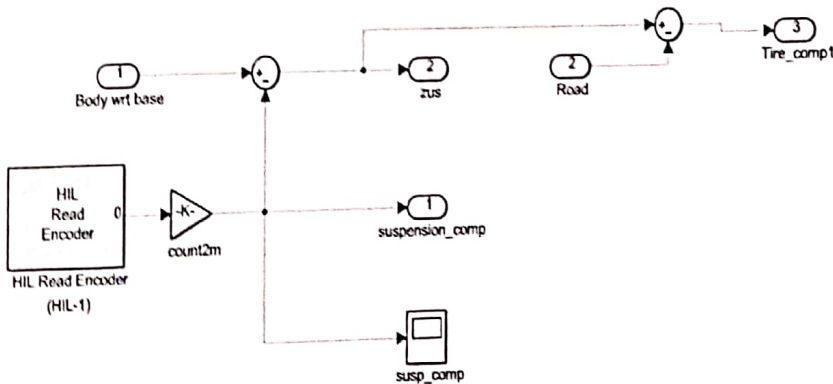 3
Tire_comp1
+
-
1
Body wrt base
+
-
2
zus
2
Road
HIL
Read
Encoder
0
-K-
count2m
HIL Read Encoder
(HIL-1)
1
suspension_comp
susp_comp